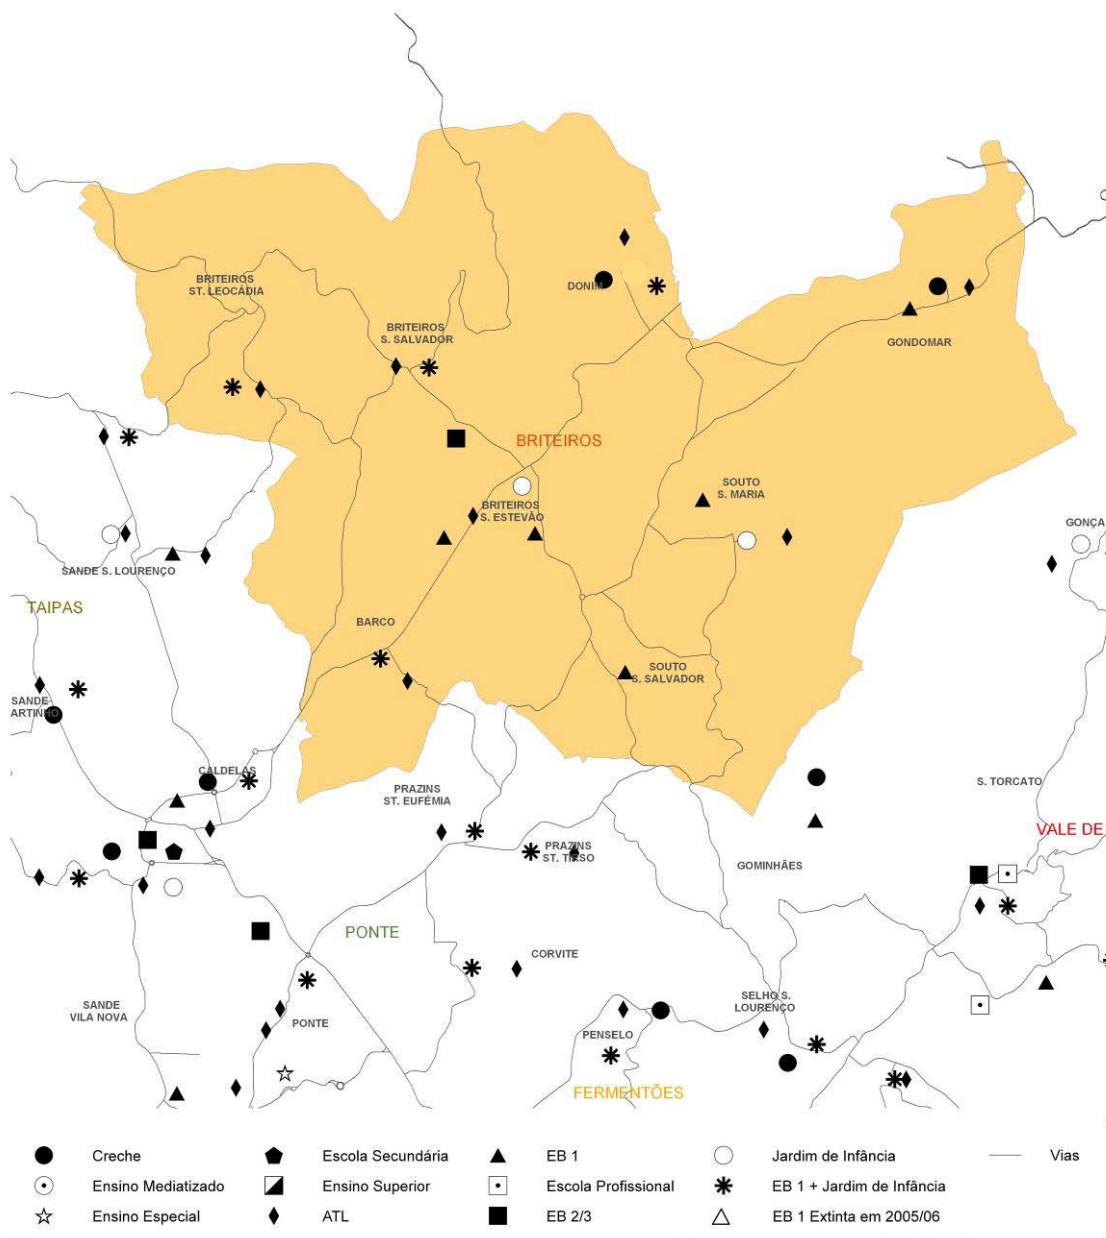 BRITEIROS
ST. LEOCÁDIA
DONIM
BRITEIROS
S. SALVADOR
GONDOMAR
BRITEIROS
SOUTO
S. MARIA
BRITEIROS
S. ESTEVÃO
GONÇA
SANDE S. LOURENÇO
TAIPAS
BARCO
SOUTO
S. SALVADOR
SANDE-
ARTINHO
CALDELAS
S. TORCATO
PRAZINS
ST. EUFÉMIA
VALE DE
PRAZINS
ST. TIRSO
GOMINHÃES
PONTE
CORVITE
SELHO S.
LOURENÇO
SANDE
VILA NOVA
PONTE
PENSELO
FERMENTÕES
Creche
Escola Secundária
EB 1
Jardim de Infância
Vias
Ensino Mediatizado
Ensino Superior
Escola Profissional
EB 1 + Jardim de Infância
Ensino Especial
ATL
EB 2/3
EB 1 Extinta em 2005/06